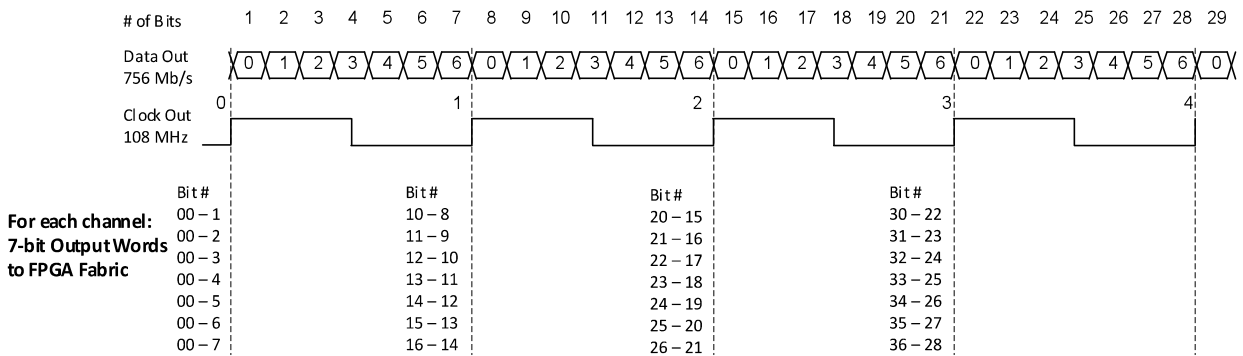 # of Bits 1 2 3 4 5 6 7 8 9 10 11 12 13 14 15 16 17 18 19 20 21 22 23 24 25 26 27 28 29
Data Out 0 1 2 3 4 5 6 0 1 2 3 4 5 6 0 1 2 3 4 5 6 0 1 2 3 4 5 6 0
756 Mb/s
0 1 2 3 4
Clock Out
108 MHz
Bit # Bit # Bit # Bit #
00 – 1 10 – 8 20 – 15 30 – 22
For each channel:
00 – 2 11 – 9 21 – 16 31 – 23
7-bit Output Words
00 – 3 12 – 10 22 – 17 32 – 24
to FPGA Fabric
00 – 4 13 – 11 23 – 18 33 – 25
00 – 5 14 – 12 24 – 19 34 – 26
00 – 6 15 – 13 25 – 20 35 – 27
00 – 7 16 – 14 26 – 21 36 – 28